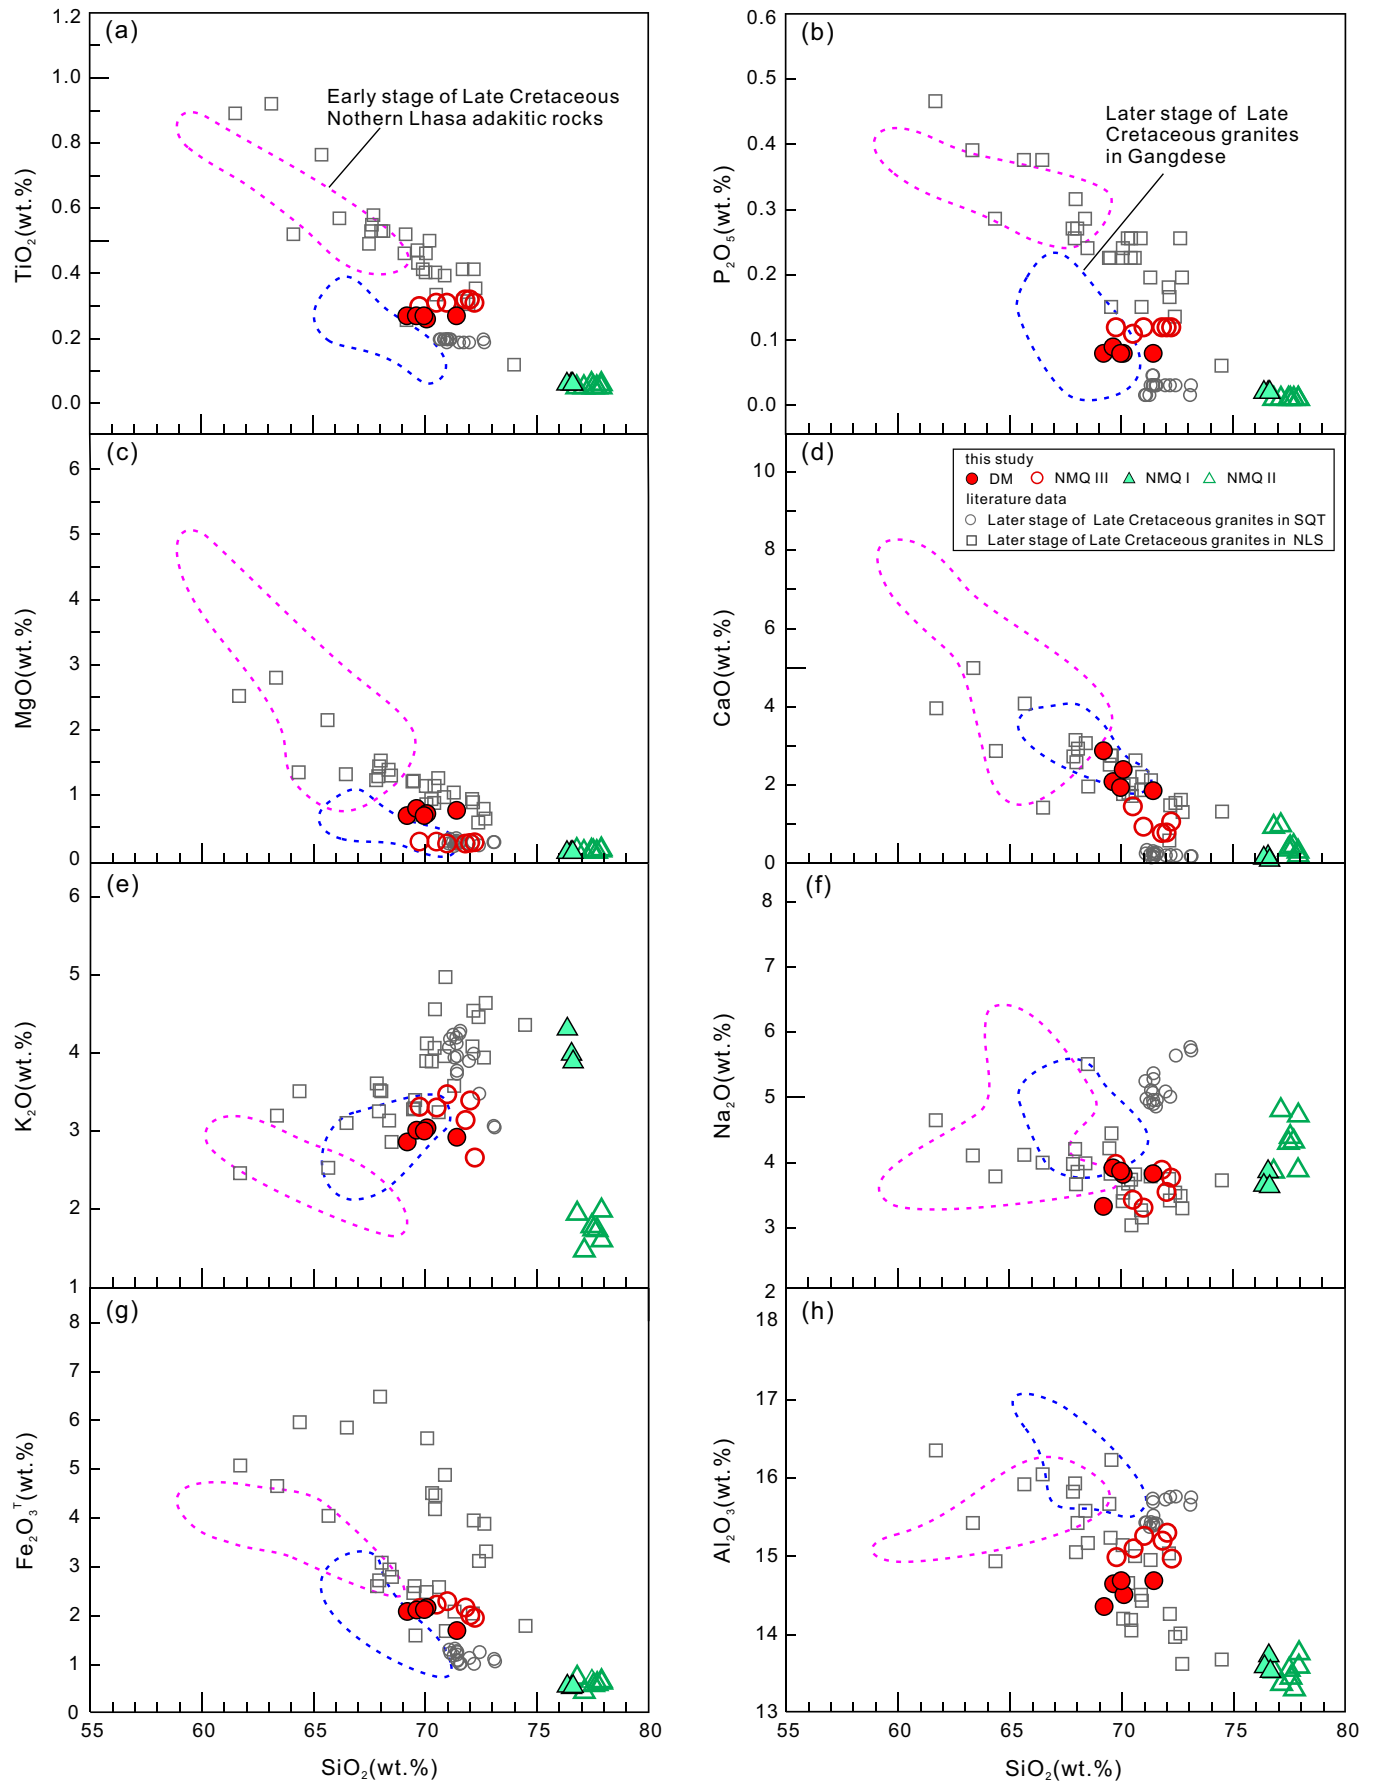 (a)
1.2
1.0
0.8
0.6
0.4
0.2
0.0
TiO₂(wt.%)
Early stage of Late Cretaceous
Nothern Lhasa adakitic rocks
(b)
0.6
0.5
0.4
0.3
0.2
0.1
0.0
P₂O₅(wt.%)
Later stage of Late
Cretaceous granites
in Gangdese
(c)
6
5
4
3
2
1
0
MgO(wt.%)
(d)
10
8
6
4
2
0
CaO(wt.%)
this study
DM NMQ III NMQ I NMQ II
literature data
Later stage of Late Cretaceous granites in SQT
Later stage of Late Cretaceous granites in NLS
(e)
6
5
4
3
2
1
K₂O(wt.%)
(f)
8
7
6
5
4
3
2
Na₂O(wt.%)
(g)
8
7
6
5
4
3
2
1
0
Fe₂O₃ᵀ(wt.%)
55 60 65 70 75 80
SiO₂(wt.%)
(h)
18
17
16
15
14
13
Al₂O₃(wt.%)
55 60 65 70 75 80
SiO₂(wt.%)